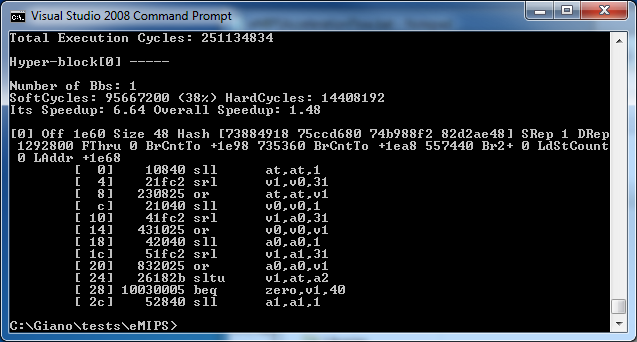 Visual Studio 2008 Command Prompt
Total Execution Cycles: 251134834
Hyper-block[0] -----
Number of Bbs: 1
SoftCycles: 95667200 (38%) HardCycles: 14408192
Its Speedup: 6.64 Overall Speedup: 1.48
[0] Off 1e60 Size 48 Hash [73884918 75ccd680 74b988f2 82d2ae48] SRep 1 DRep
1292800 FThru 0 BrCntTo +1e98 735360 BrCntTo +1ea8 557440 Br2+ 0 LdStCount
0 LAddr +1e68
[ 0] 10840 sll at,at,1
[ 4] 21fc2 srl v1,v0,31
[ 8] 230825 or at,at,v1
[ c] 21040 sll v0,v0,1
[ 10] 41fc2 srl v1,a0,31
[ 14] 431025 or v0,v0,v1
[ 18] 42040 sll a0,a0,1
[ 1c] 51fc2 srl v1,a1,31
[ 20] 832025 or a0,a0,v1
[ 24] 26182b sltu v1,at,a2
[ 28] 10030005 beq zero,v1,40
[ 2c] 52840 sll a1,a1,1
C:\Giano\tests\eMIPS>